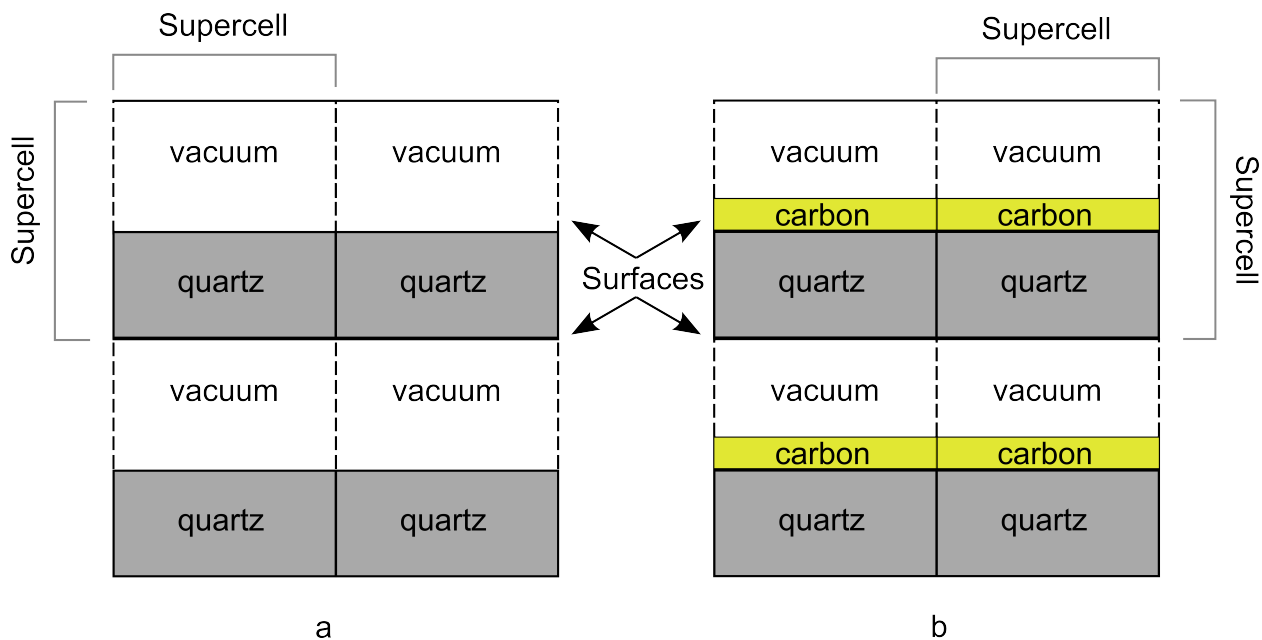 Supercell
Supercell
Supercell
vacuum vacuum
quartz quartz
vacuum vacuum
quartz quartz
a
Surfaces
Supercell
vacuum vacuum
carbon carbon
quartz quartz
vacuum vacuum
carbon carbon
quartz quartz
b